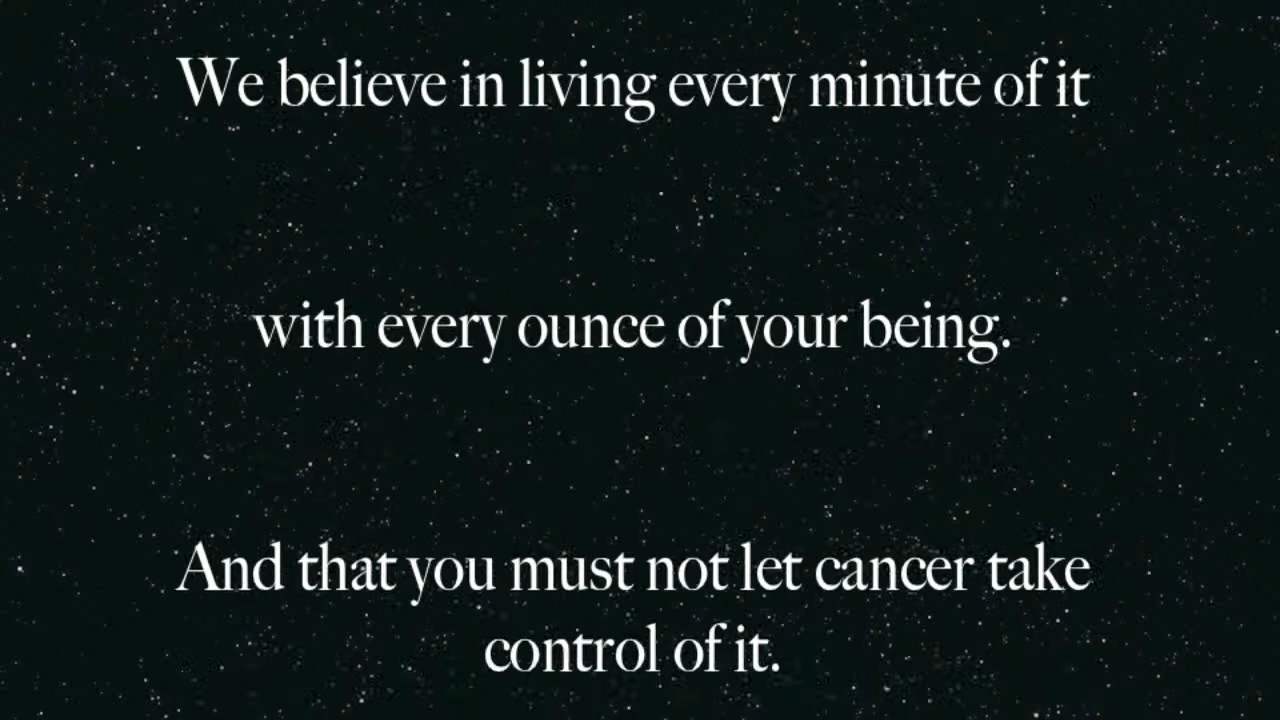 We believe in living every minute of it
with every ounce of your being.
And that you must not let cancer take
control of it.